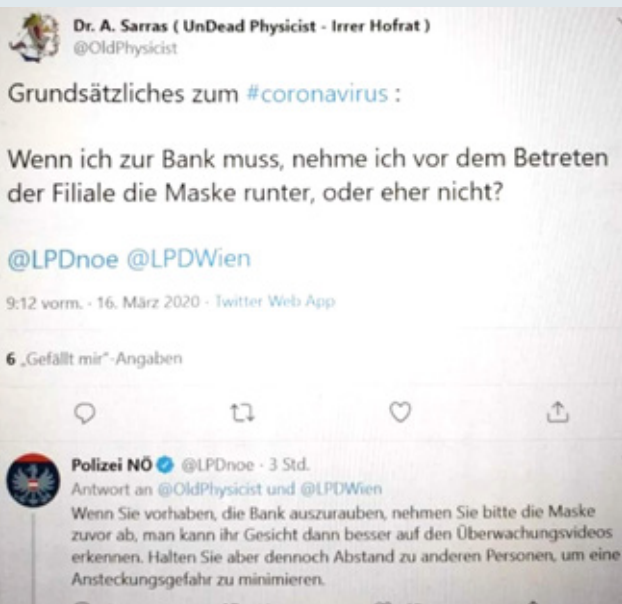 Dr. A. Sarras ( UnDead Physicist - Irrer Hofrat )
@OldPhysicist
Grundsätzliches zum #coronavirus :
Wenn ich zur Bank muss, nehme ich vor dem Betreten
der Filiale die Maske runter, oder eher nicht?
@LPDnoe @LPDWien
9:12 vorm. · 16. März 2020 · Twitter Web App
6 „Gefällt mir“-Angaben
Polizei NÖ @LPDnoe · 3 Std.
Antwort an @OldPhysicist und @LPDWien
Wenn Sie vorhaben, die Bank auszurauben, nehmen Sie bitte die Maske
zuvor ab, man kann ihr Gesicht dann besser auf den Überwachungsvideos
erkennen. Halten Sie aber dennoch Abstand zu anderen Personen, um eine
Ansteckungsgefahr zu minimieren.